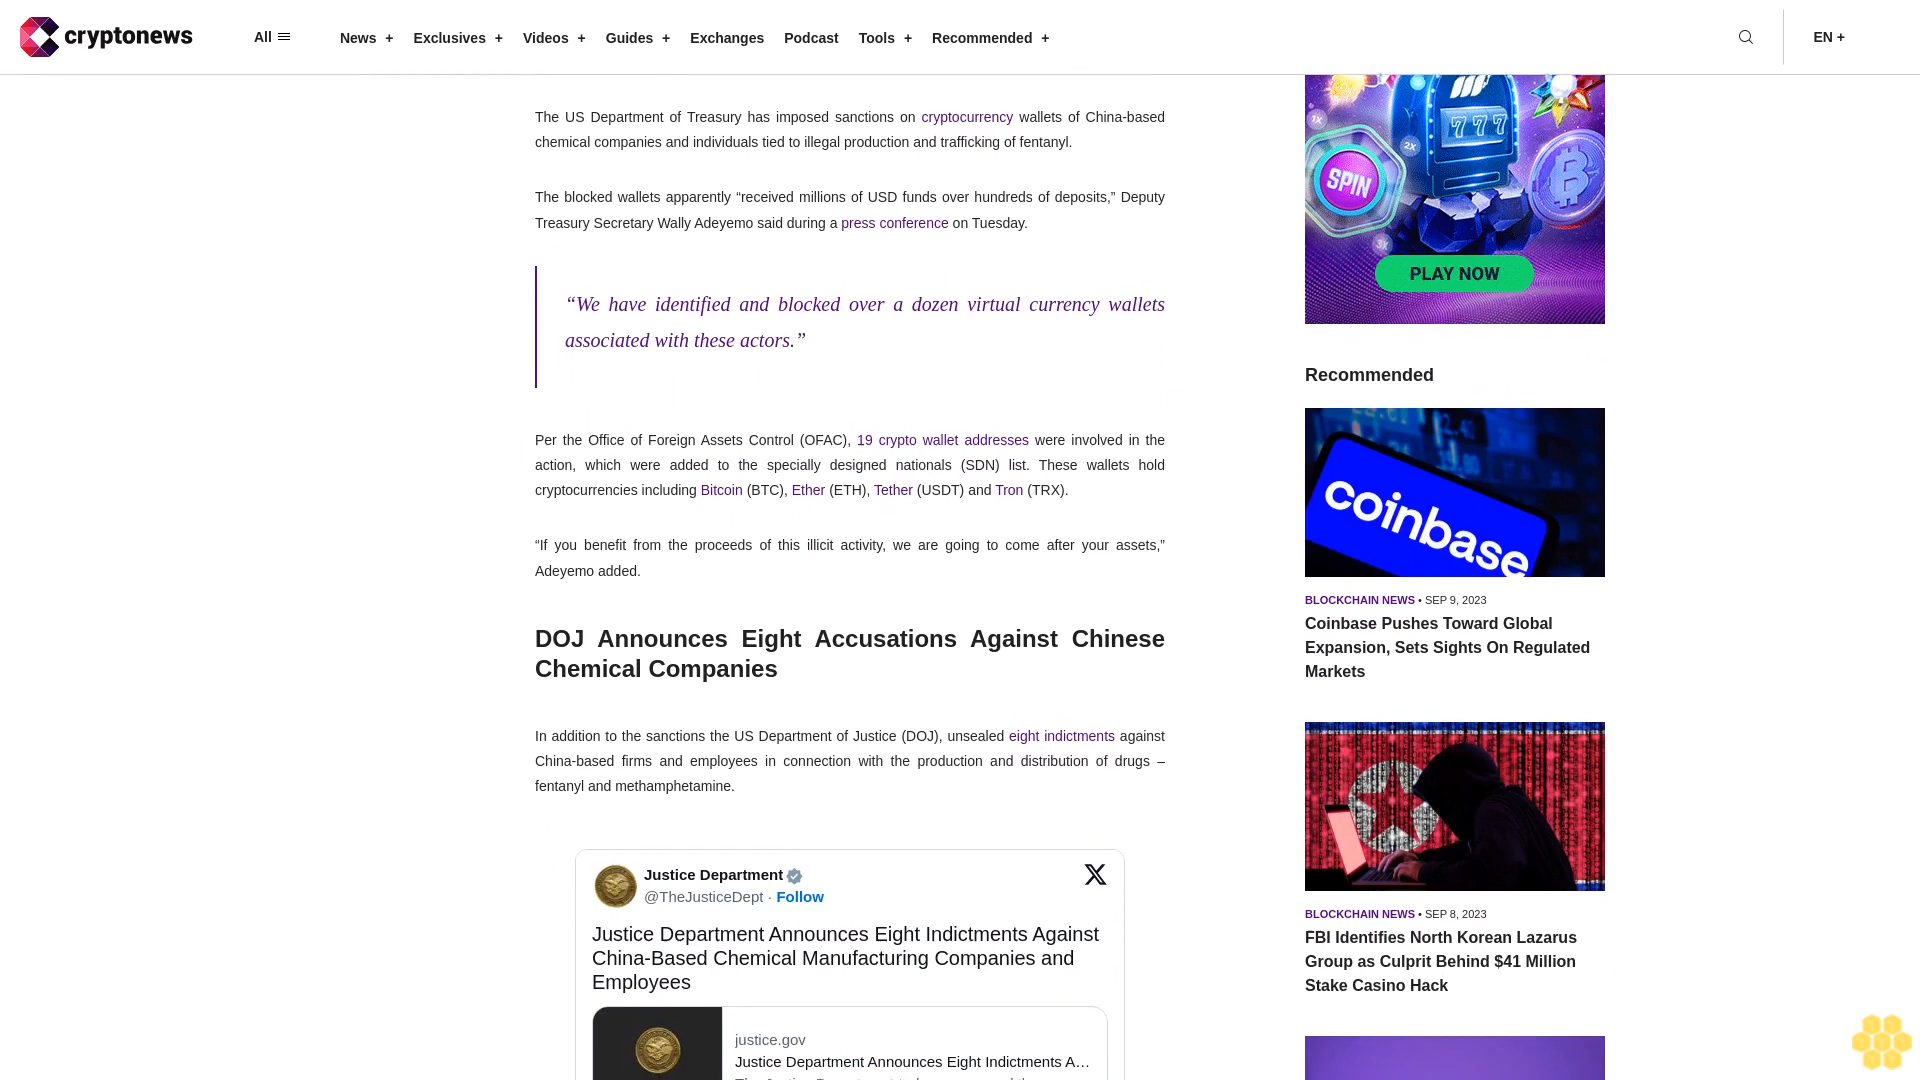 cryptonews
All
News +
Exclusives +
Videos +
Guides +
Exchanges
Podcast
Tools +
Recommended +
EN +
The US Department of Treasury has imposed sanctions on cryptocurrency wallets of China-based
chemical companies and individuals tied to illegal production and trafficking of fentanyl.
The blocked wallets apparently “received millions of USD funds over hundreds of deposits,” Deputy
Treasury Secretary Wally Adeyemo said during a press conference on Tuesday.
“We have identified and blocked over a dozen virtual currency wallets
associated with these actors.”
Per the Office of Foreign Assets Control (OFAC), 19 crypto wallet addresses were involved in the
action, which were added to the specially designed nationals (SDN) list. These wallets hold
cryptocurrencies including Bitcoin (BTC), Ether (ETH), Tether (USDT) and Tron (TRX).
“If you benefit from the proceeds of this illicit activity, we are going to come after your assets,”
Adeyemo added.
DOJ Announces Eight Accusations Against Chinese
Chemical Companies
In addition to the sanctions the US Department of Justice (DOJ), unsealed eight indictments against
China-based firms and employees in connection with the production and distribution of drugs –
fentanyl and methamphetamine.
Justice Department
@TheJusticeDept · Follow
Justice Department Announces Eight Indictments Against
China-Based Chemical Manufacturing Companies and
Employees
justice.gov
Justice Department Announces Eight Indictments A…
1X
777
2X
SPIN
3X
PLAY NOW
Recommended
coinbase
BLOCKCHAIN NEWS • SEP 9, 2023
Coinbase Pushes Toward Global
Expansion, Sets Sights On Regulated
Markets
BLOCKCHAIN NEWS • SEP 8, 2023
FBI Identifies North Korean Lazarus
Group as Culprit Behind $41 Million
Stake Casino Hack